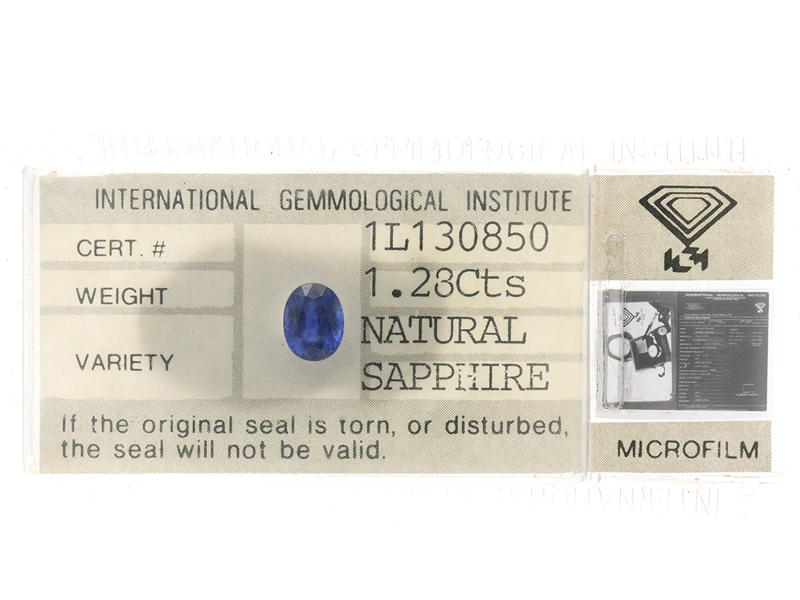 INTERNATIONAL GEMMOLOGICAL INSTITUTE
CERT. # 1L130850
WEIGHT 1.28Cts
VARIETY NATURAL
SAPPHIRE
If the original seal is torn, or disturbed,
the seal will not be valid.
MICROFILM